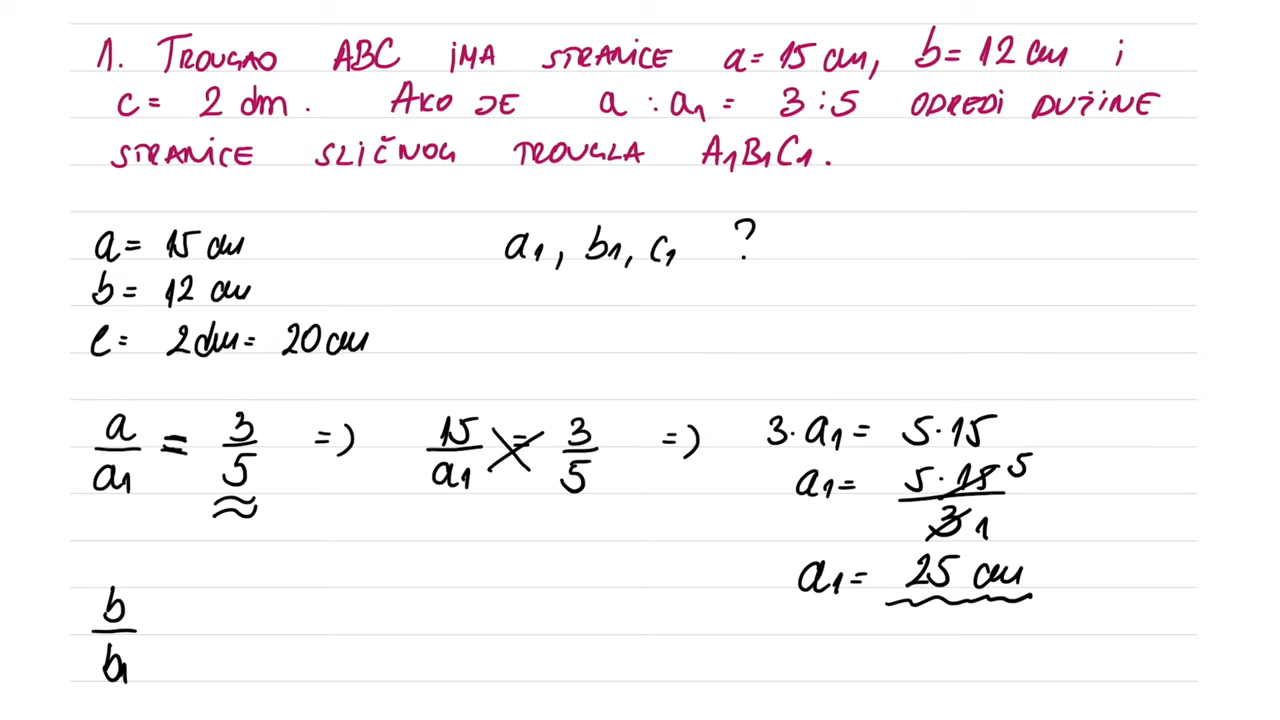 1. TROUGAO ABC IMA STRANICE a = 15 cm, b = 12 cm i
c = 2 dm. AKO JE a : a₁ = 3 : 5 ODREDI DUŽINE
STRANICE SLIČNOG TROUGLA A₁B₁C₁.
a = 15 cm a₁, b₁, c₁ ?
b = 12 cm
c = 2 dm = 20 cm
a/a₁ = 3/5 => 15/a₁ = 3/5 => 3 · a₁ = 5 · 15
a₁ = 5 · 15 5 / 3 1
a₁ = 25 cm
b/b₁